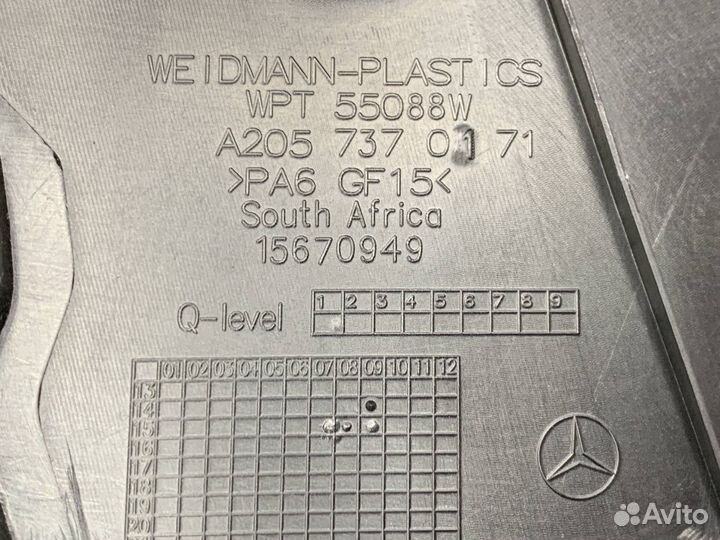 WEIDMANN-PLASTICS
WPT 55088W
A205 737 0171
>PA6 GF15<
South Africa
15670949
Q-level
1 2 3 4 5 6 7 8 9
01 02 03 04 05 06 07 08 09 10 11 12
13
14
15
16
17
18
19
20
Avito